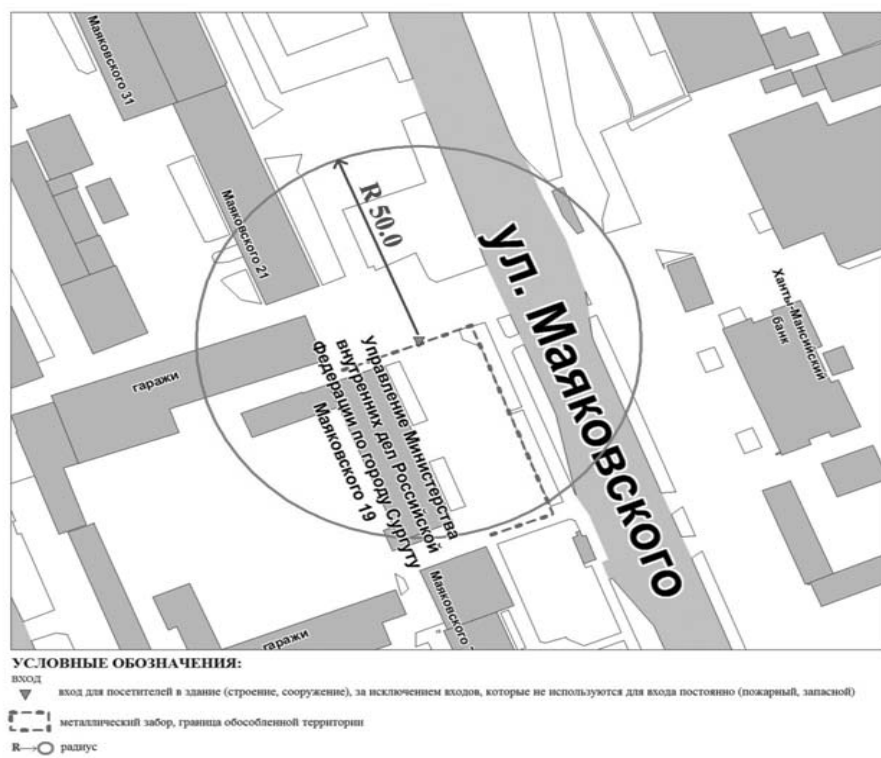 Маяковского 31
Маяковского 21
R 50.0
ул. Маяковского
Ханты-Мансийский
банк
гаражи
Управление Министерства
внутренних дел Российской
Федерации по городу Сургуту
Маяковского 19
Маяковского
гаражи
УСЛОВНЫЕ ОБОЗНАЧЕНИЯ:
вход
вход для посетителей в здание (строение, сооружение), за исключением входов, которые не используются для входа постоянно (пожарный, запасной)
металлический забор, граница обособленной территории
R
радиус